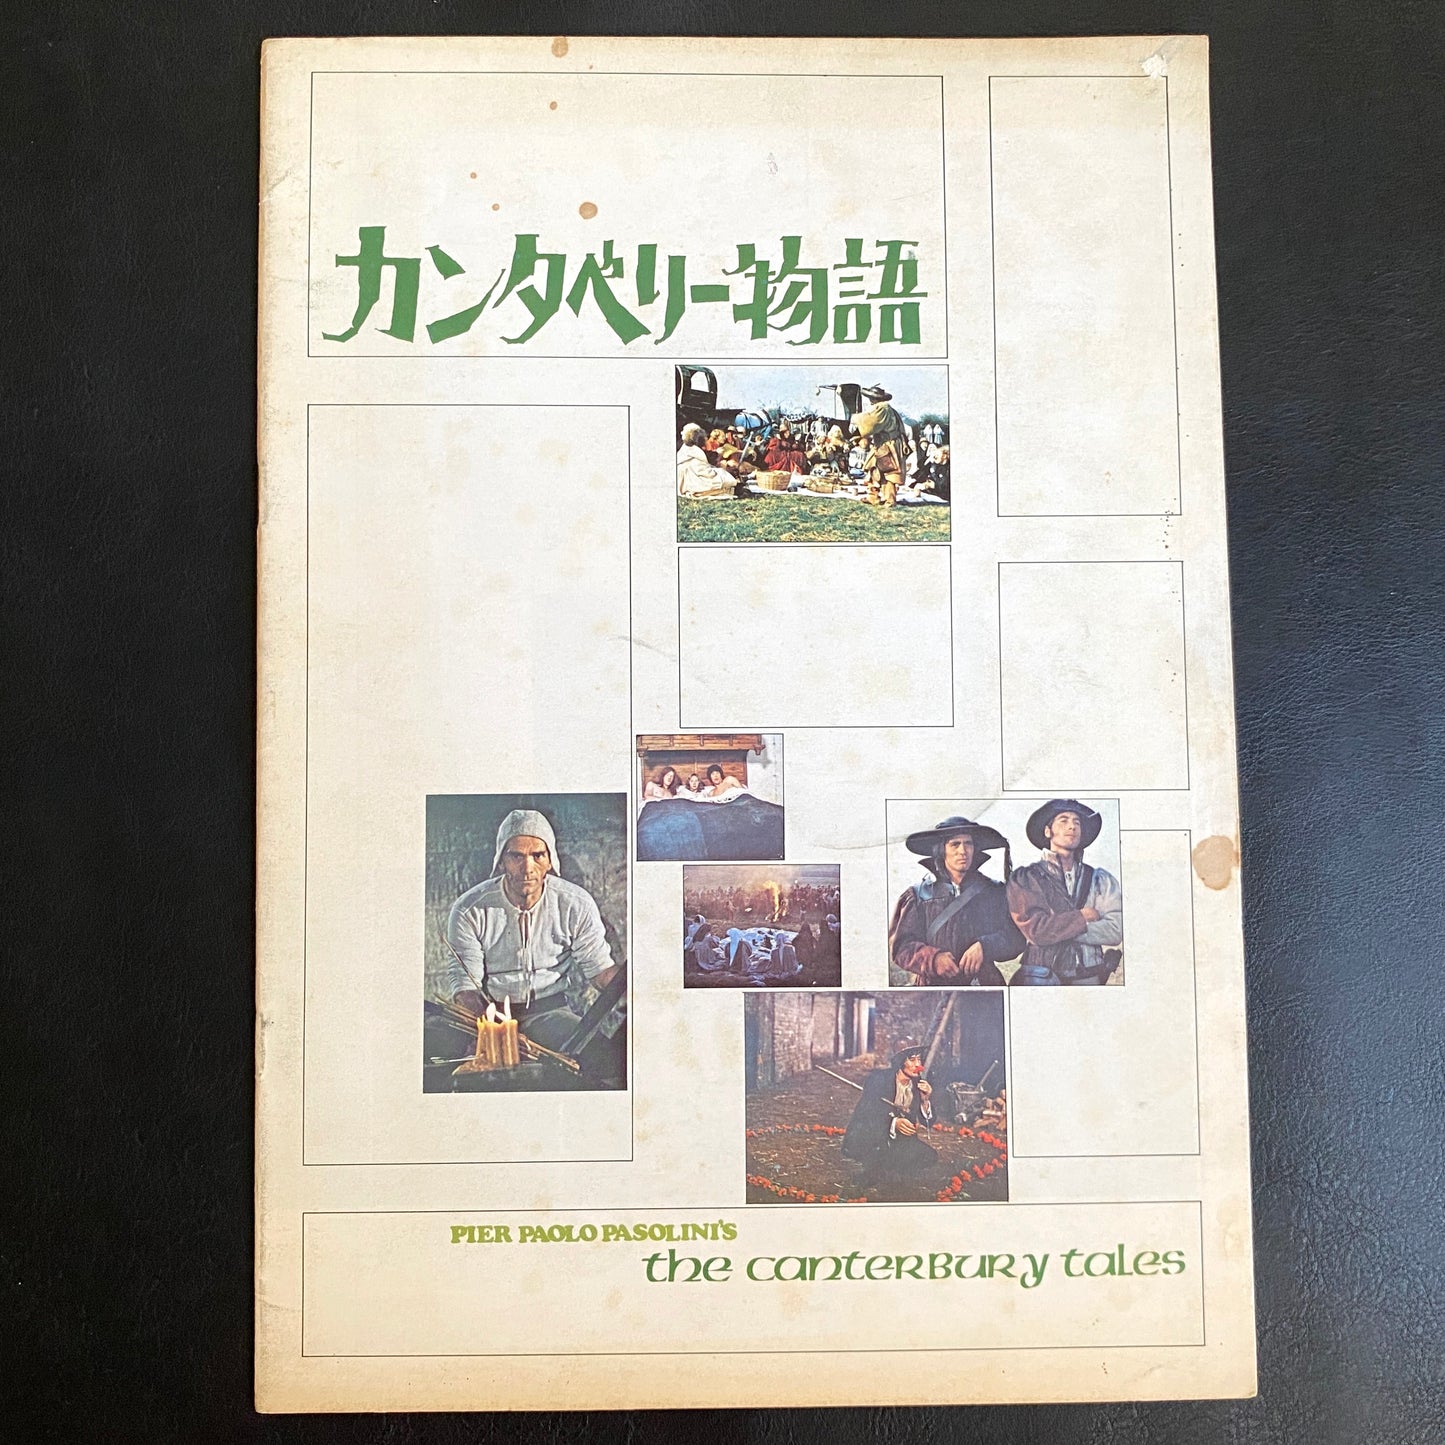 カンタベリー物語
PIER PAOLO PASOLINI'S
the canterbury tales